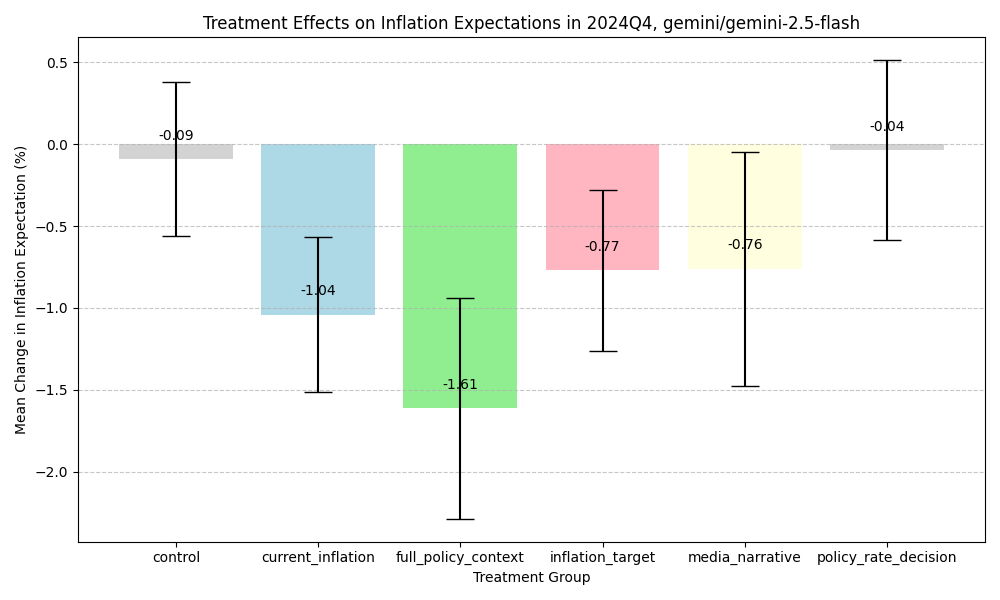 Treatment Effects on Inflation Expectations in 2024Q4, gemini/gemini-2.5-flash
Mean Change in Inflation Expectation (%)
0.5
0.0
−0.5
−1.0
−1.5
−2.0
-0.09
-1.04
-1.61
-0.77
-0.76
-0.04
control
current_inflation
full_policy_context
inflation_target
media_narrative
policy_rate_decision
Treatment Group